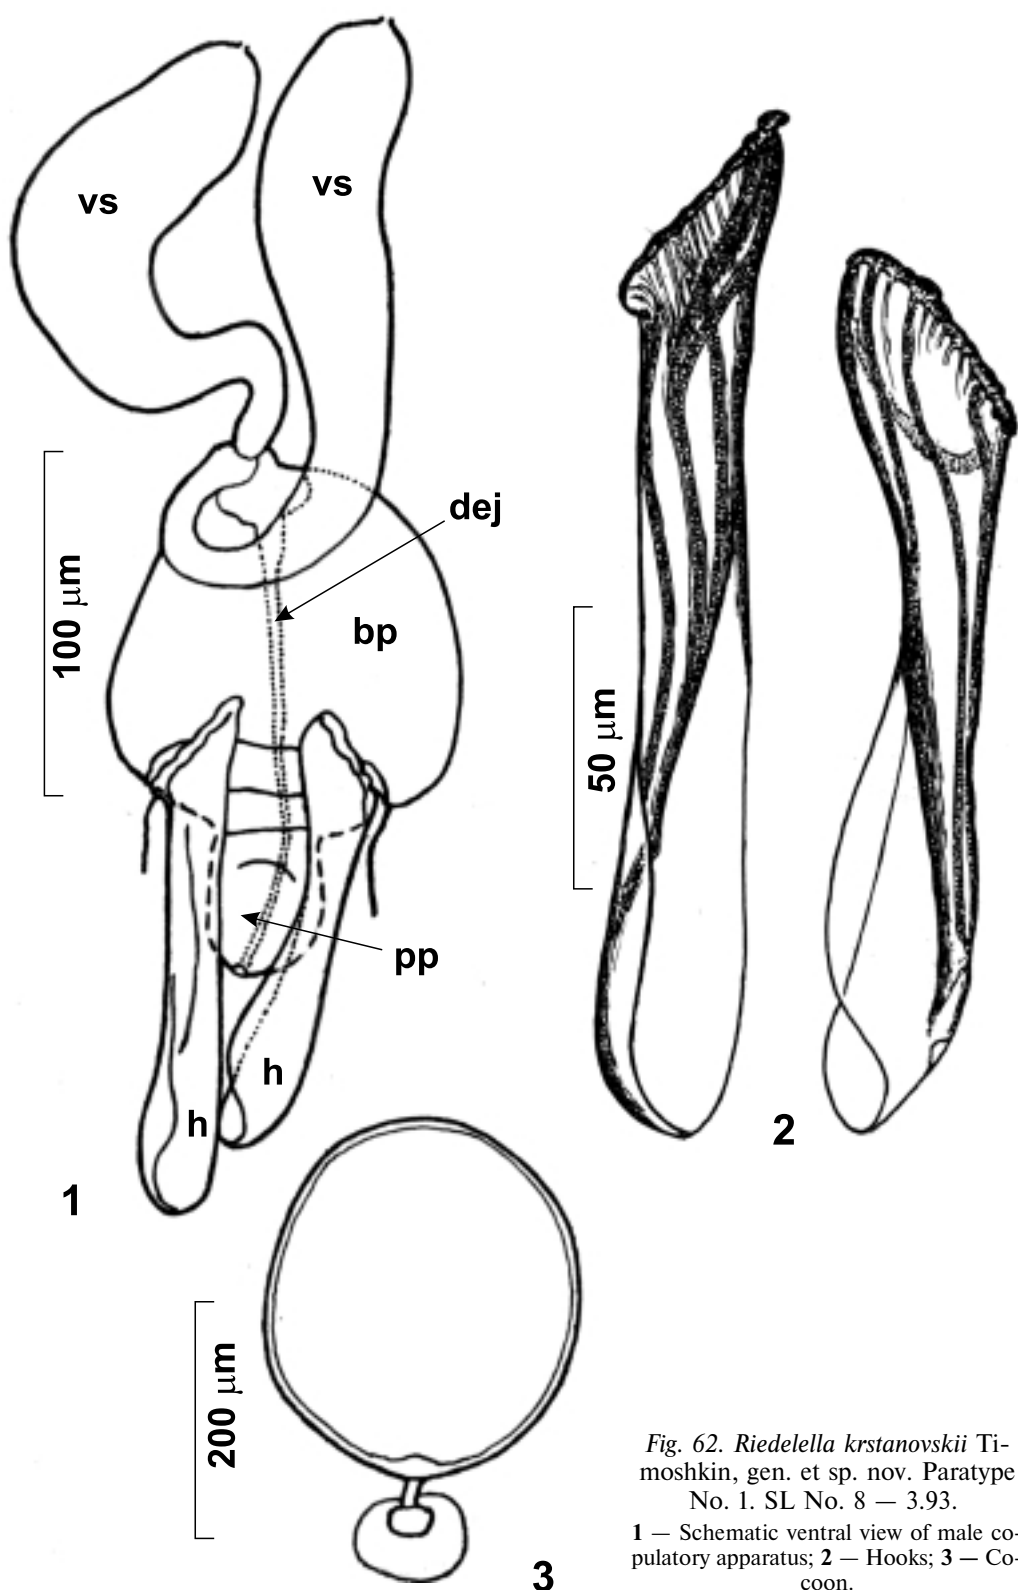 vs
vs
dej
100 µm
bp
50 µm
pp
h
h
2
1
200 µm
3
Fig. 62. Riedelella krstanovskii Ti-
moshkin, gen. et sp. nov. Paratype
No. 1. SL No. 8 — 3.93.
1 — Schematic ventral view of male co-
pulatory apparatus; 2 — Hooks; 3 — Co-
coon.